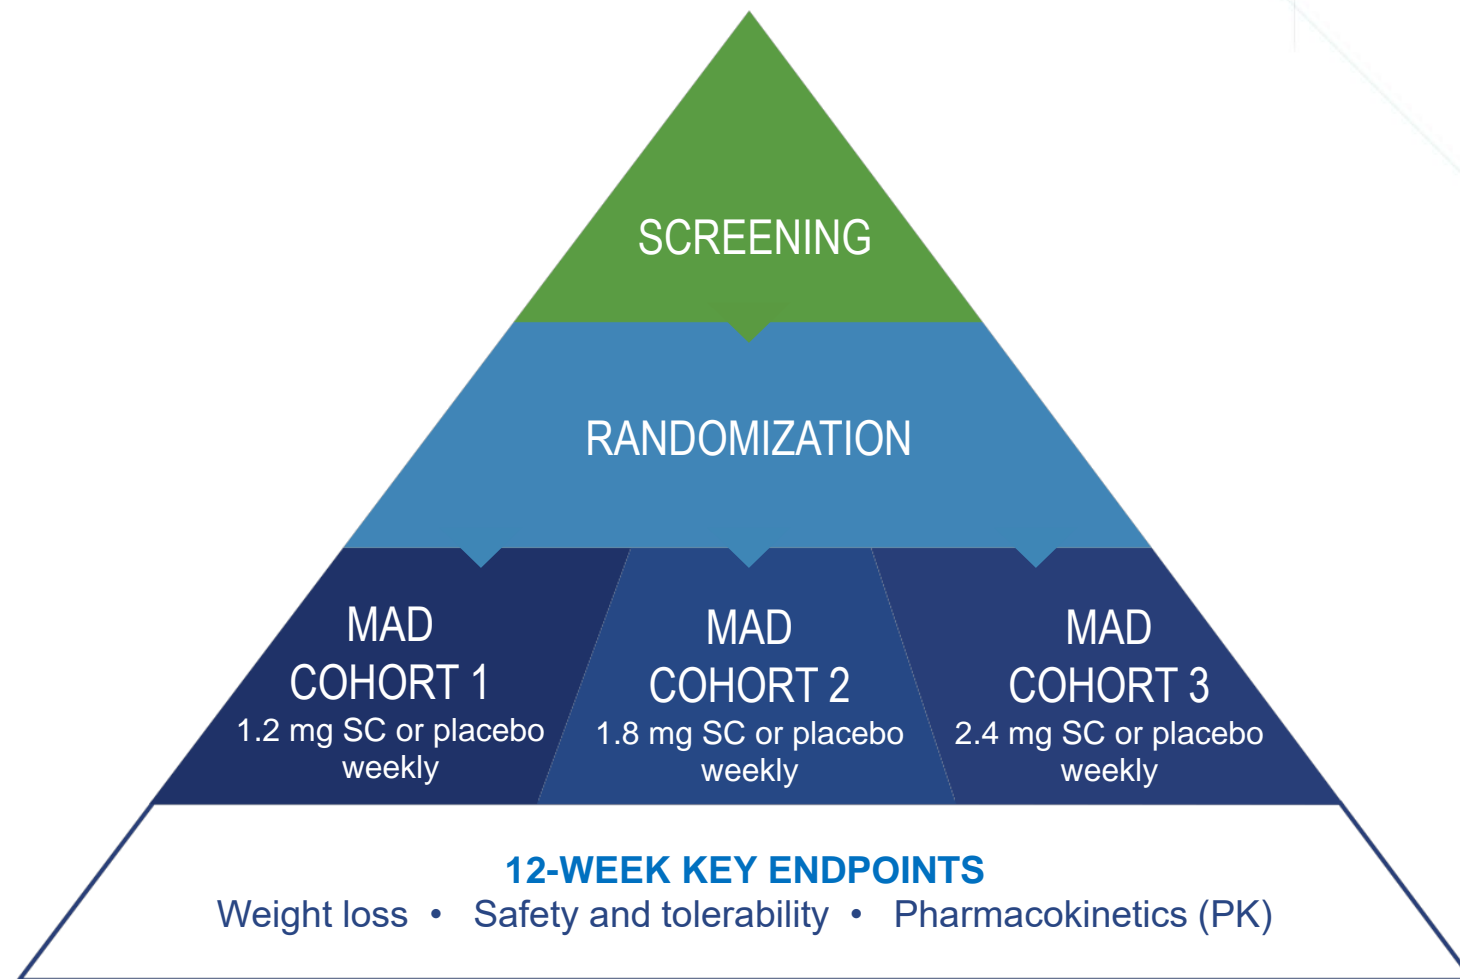 SCREENING
RANDOMIZATION
MAD
COHORT 1
1.2 mg SC or placebo
weekly
MAD
COHORT 2
1.8 mg SC or placebo
weekly
MAD
COHORT 3
2.4 mg SC or placebo
weekly
12-WEEK KEY ENDPOINTS
Weight loss • Safety and tolerability • Pharmacokinetics (PK)